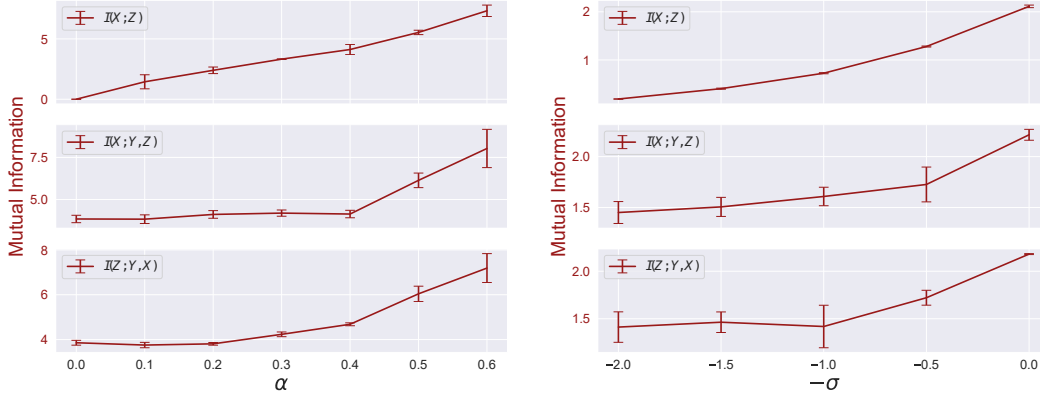 Mutual Information
I(X;Z)
5
0
I(X;Y,Z)
7.5
5.0
I(Z;Y,X)
8
6
4
0.0 0.1 0.2 0.3 0.4 0.5 0.6
α
Mutual Information
I(X;Z)
2
1
I(X;Y,Z)
2.0
1.5
I(Z;Y,X)
2.0
1.5
−2.0 −1.5 −1.0 −0.5 0.0
−σ